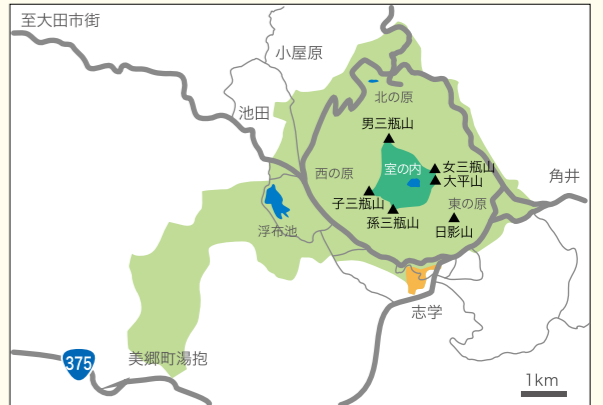 至大田市街
小屋原
池田
北の原
男三瓶山
室の内
女三瓶山
大平山
西の原
角井
子三瓶山
東の原
孫三瓶山
日影山
浮布池
志学
美郷町湯抱
375
1km